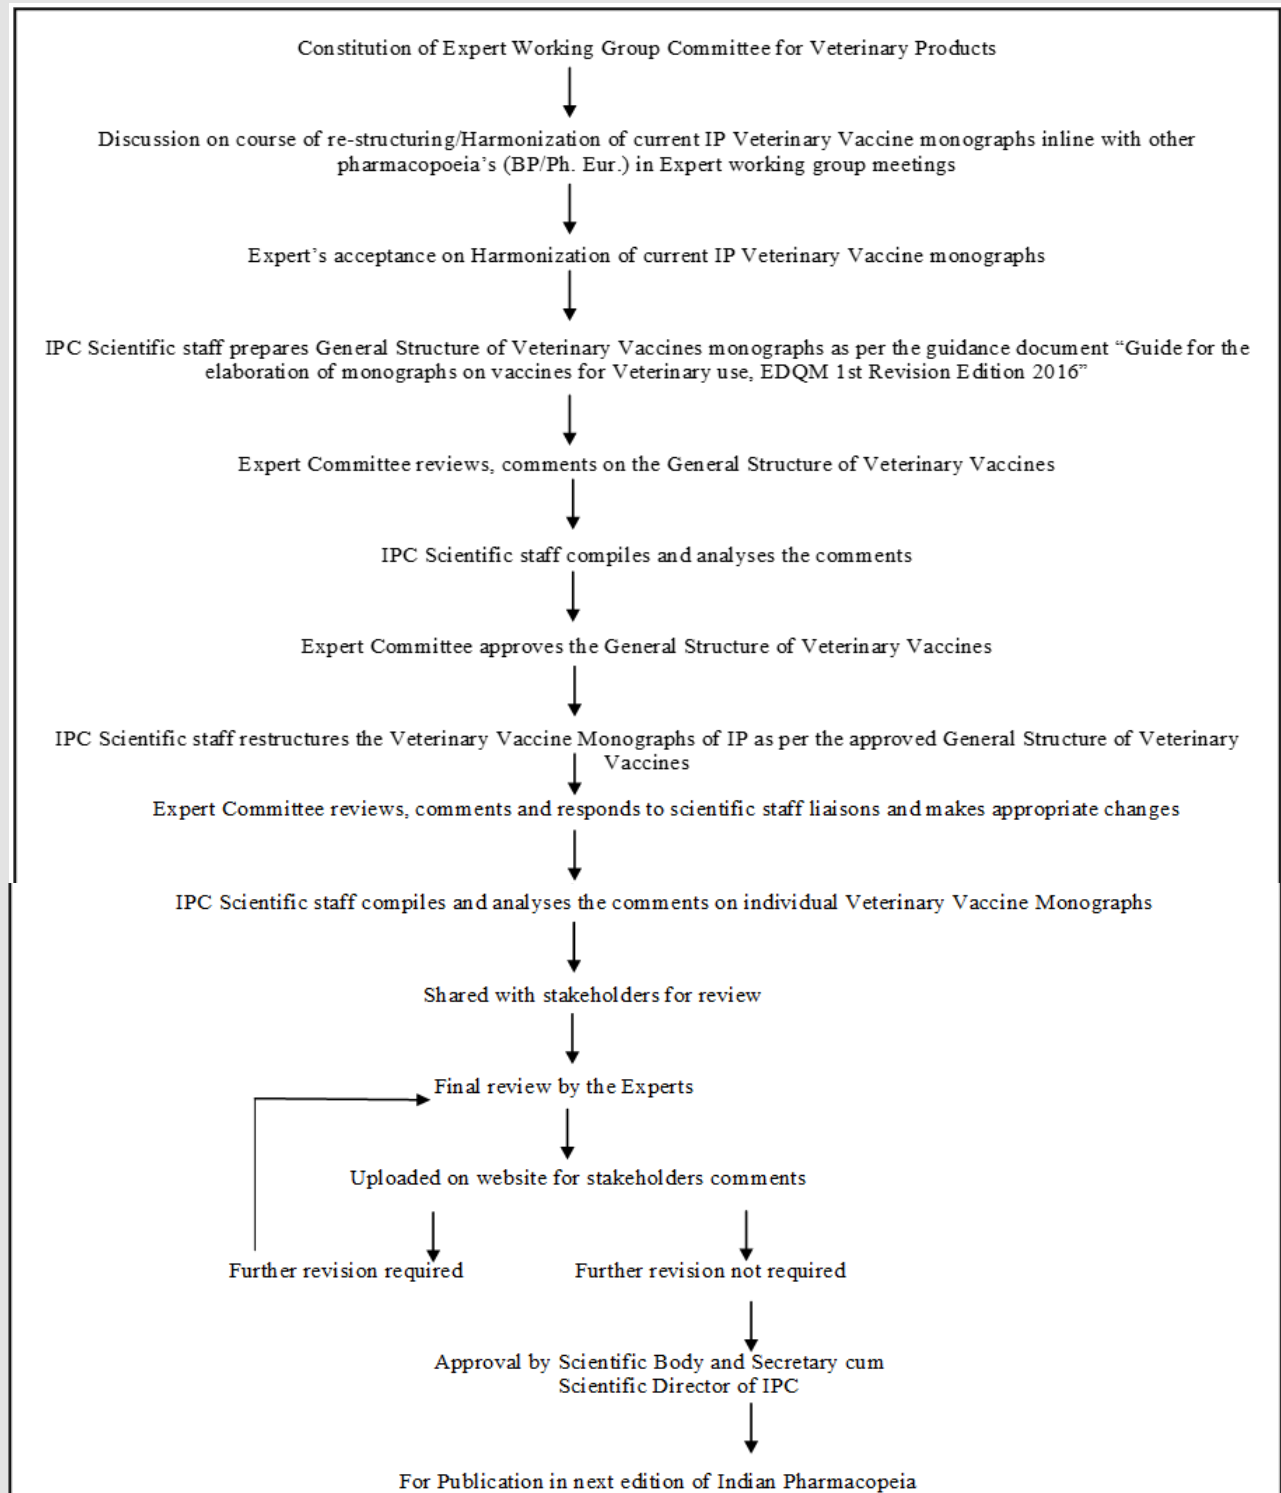 Constitution of Expert Working Group Committee for Veterinary Products
Discussion on course of re-structuring/Harmonization of current IP Veterinary Vaccine monographs inline with other
pharmacopoeia's (BP/Ph. Eur.) in Expert working group meetings
Expert's acceptance on Harmonization of current IP Veterinary Vaccine monographs
IPC Scientific staff prepares General Structure of Veterinary Vaccines monographs as per the guidance document “Guide for the
elaboration of monographs on vaccines for Veterinary use, EDQM 1st Revision Edition 2016”
Expert Committee reviews, comments on the General Structure of Veterinary Vaccines
IPC Scientific staff compiles and analyses the comments
Expert Committee approves the General Structure of Veterinary Vaccines
IPC Scientific staff restructures the Veterinary Vaccine Monographs of IP as per the approved General Structure of Veterinary
Vaccines
Expert Committee reviews, comments and responds to scientific staff liaisons and makes appropriate changes
IPC Scientific staff compiles and analyses the comments on individual Veterinary Vaccine Monographs
Shared with stakeholders for review
Final review by the Experts
Uploaded on website for stakeholders comments
Further revision required
Further revision not required
Approval by Scientific Body and Secretary cum
Scientific Director of IPC
For Publication in next edition of Indian Pharmacopeia